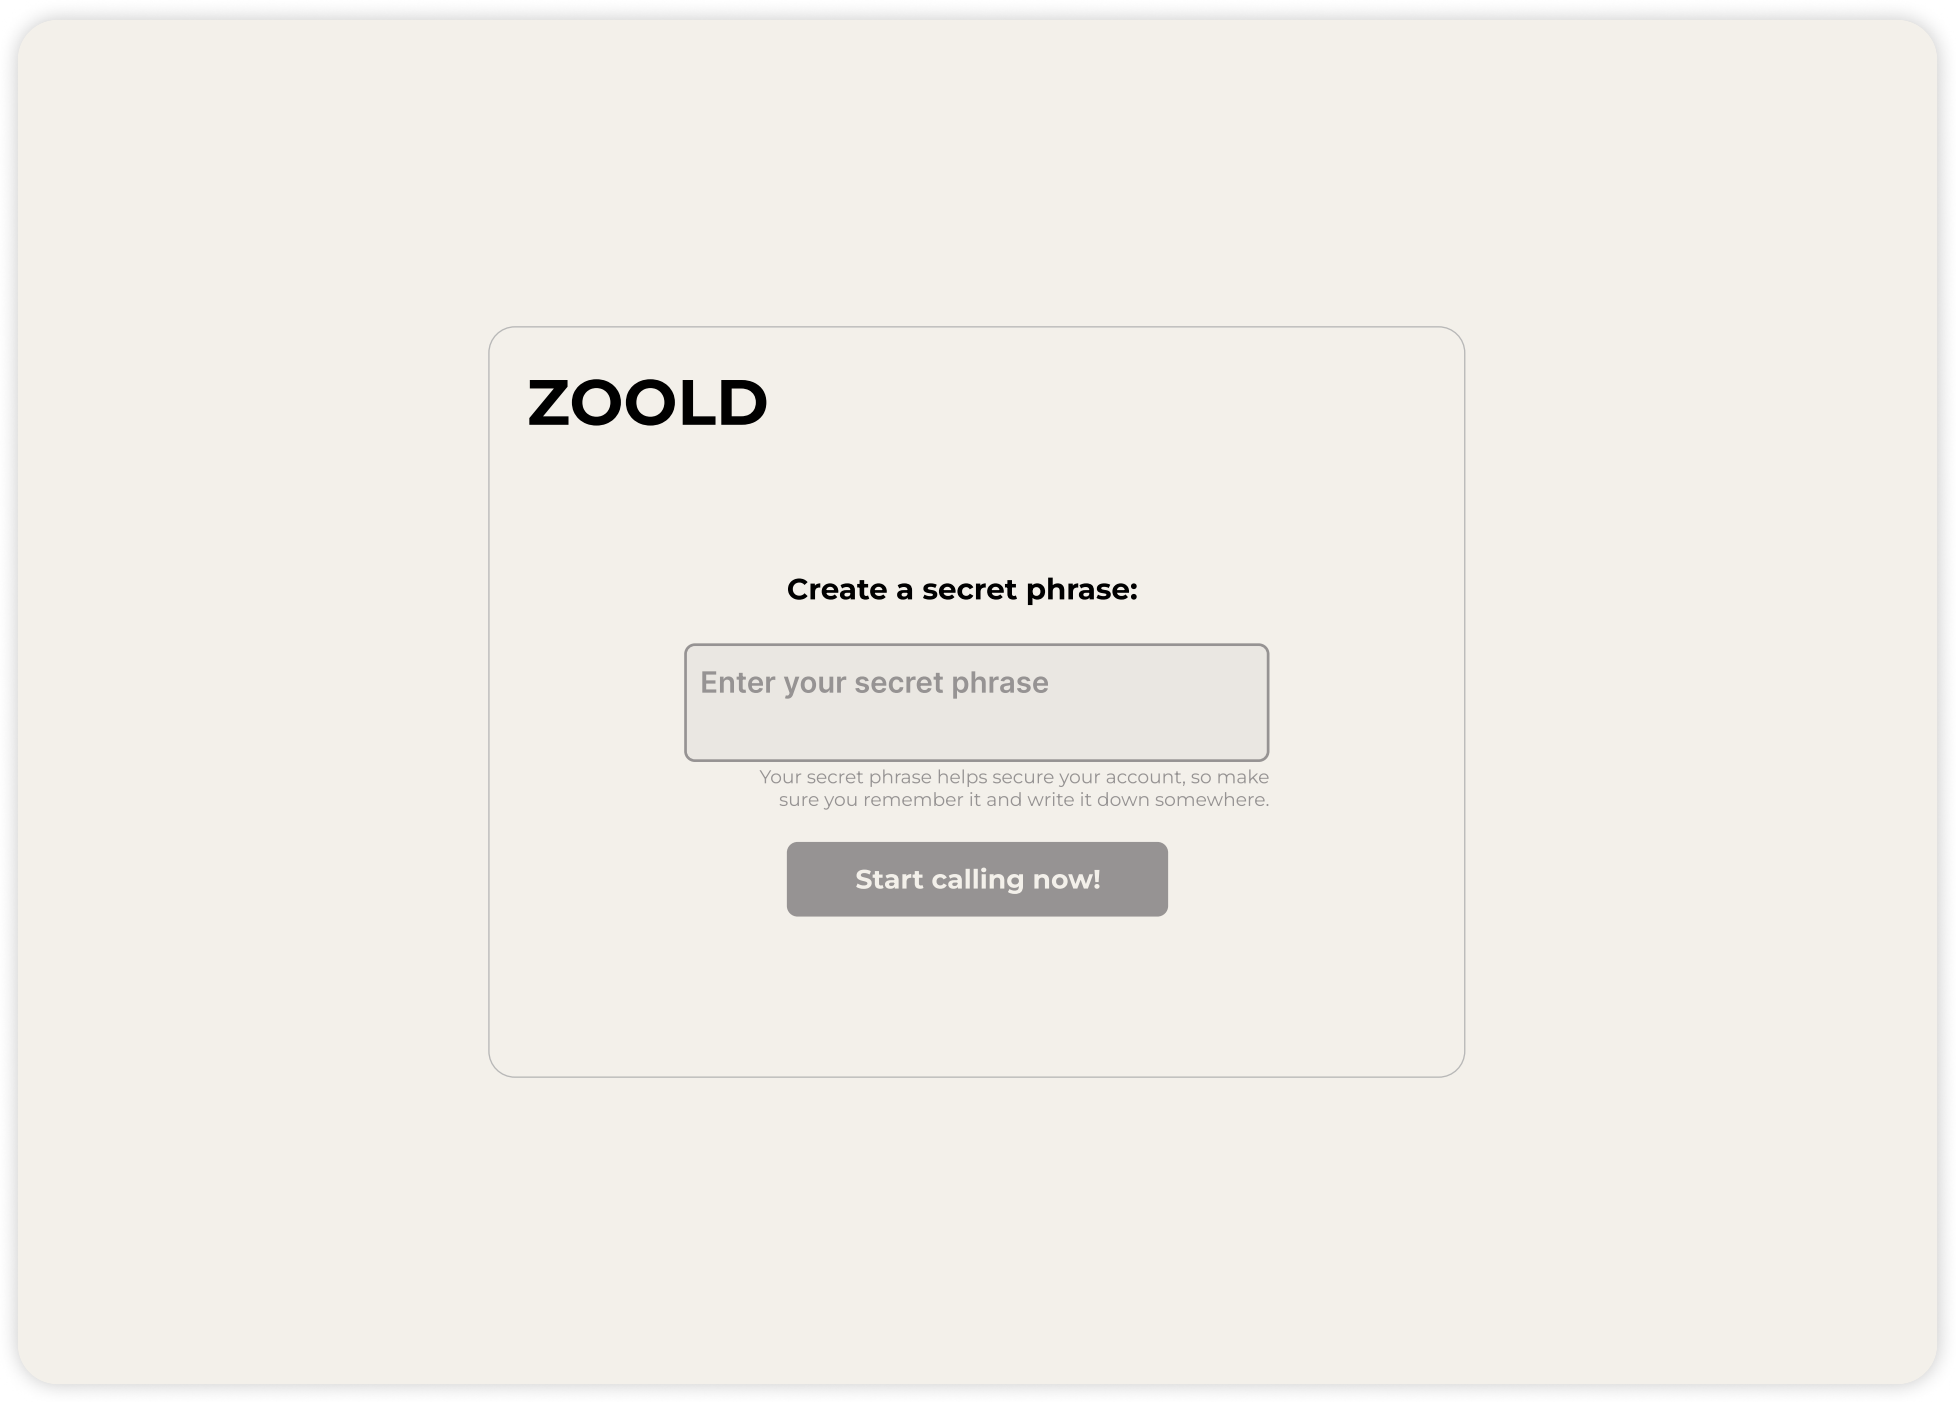 ZOOLD
Create a secret phrase:
Enter your secret phrase
Your secret phrase helps secure your account, so make
sure you remember it and write it down somewhere.
Start calling now!